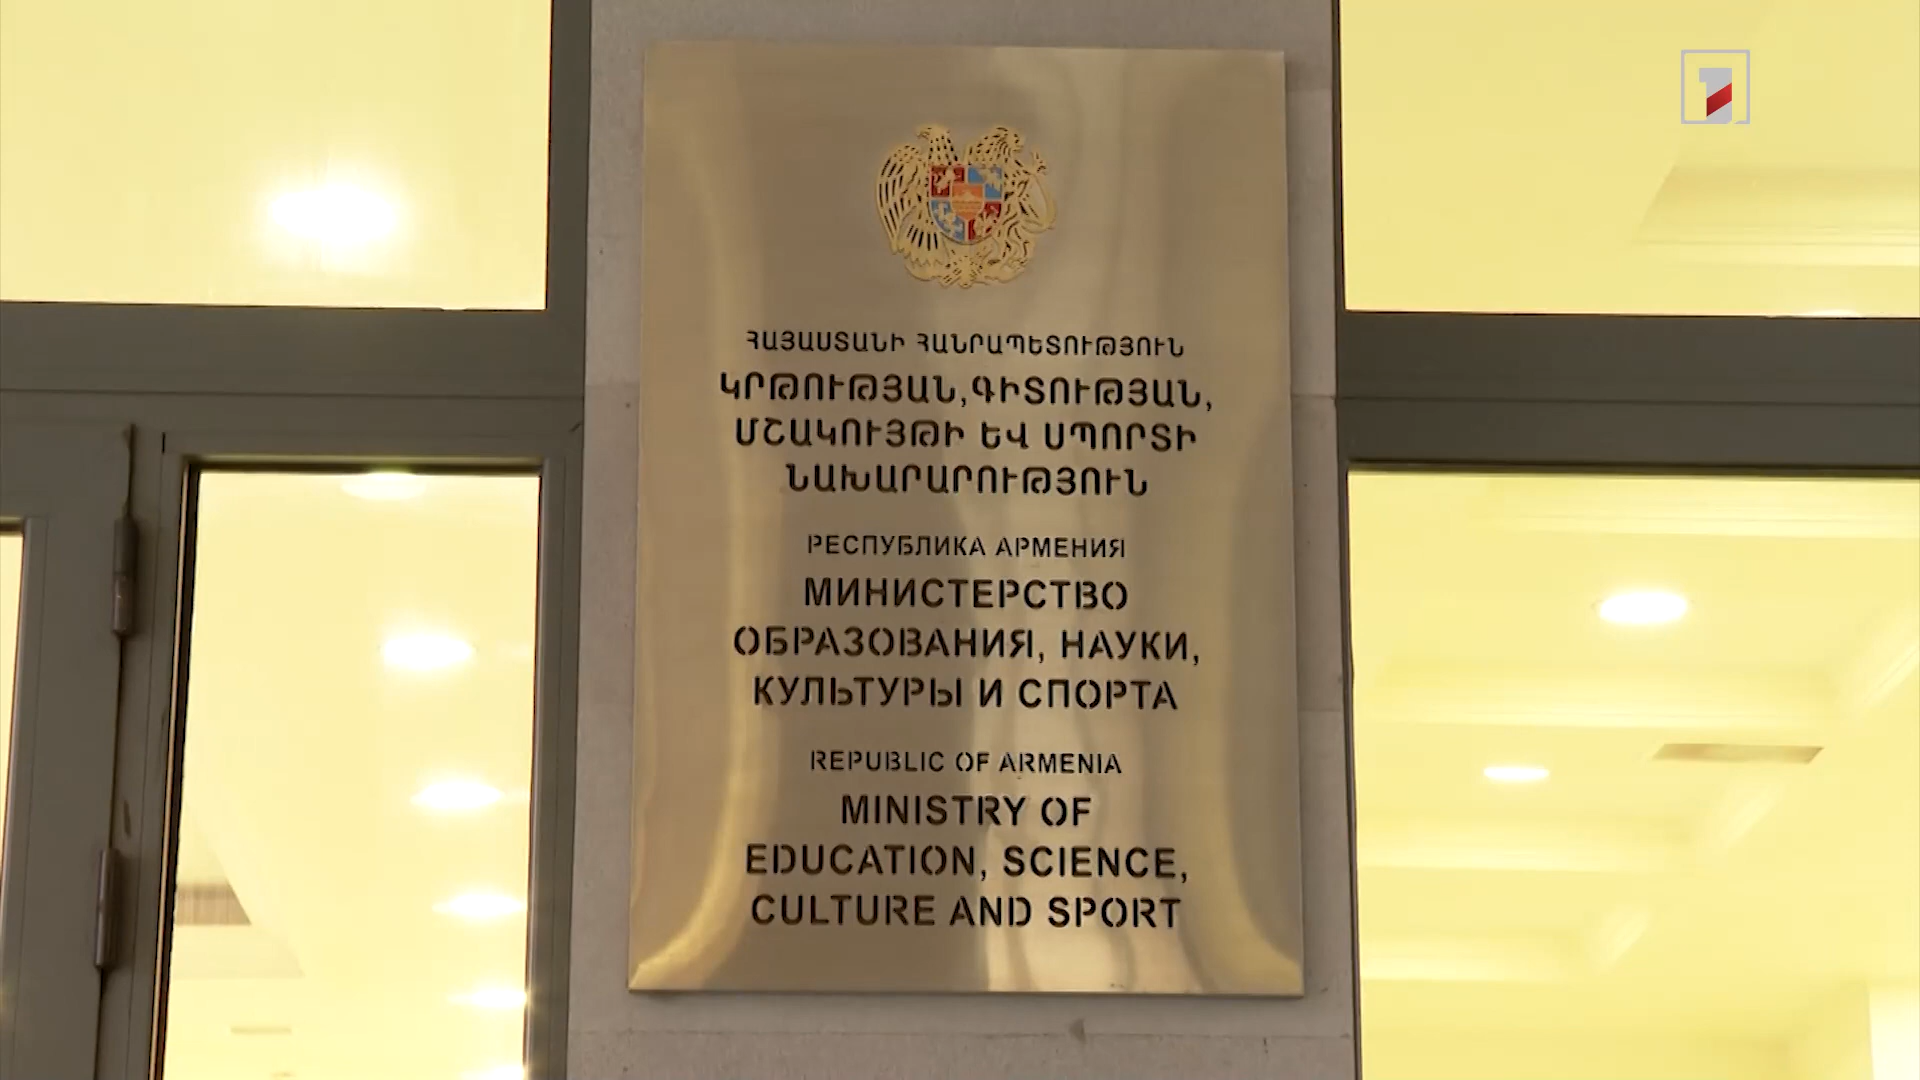 ՀԱՅԱՍՏԱՆԻ ՀԱՆՐԱՊԵՏՈՒԹՅՈՒՆ
ԿՐԹՈՒԹՅԱՆ,ԳԻՏՈՒԹՅԱՆ,
ՄՇԱԿՈՒՅԹԻ ԵՎ ՍՊՈՐՏԻ
ՆԱԽԱՐԱՐՈՒԹՅՈՒՆ
РЕСПУБЛИКА АРМЕНИЯ
МИНИСТЕРСТВО
ОБРАЗОВАНИЯ, НАУКИ,
КУЛЬТУРЫ И СПОРТА
REPUBLIC OF ARMENIA
MINISTRY OF
EDUCATION, SCIENCE,
CULTURE AND SPORT